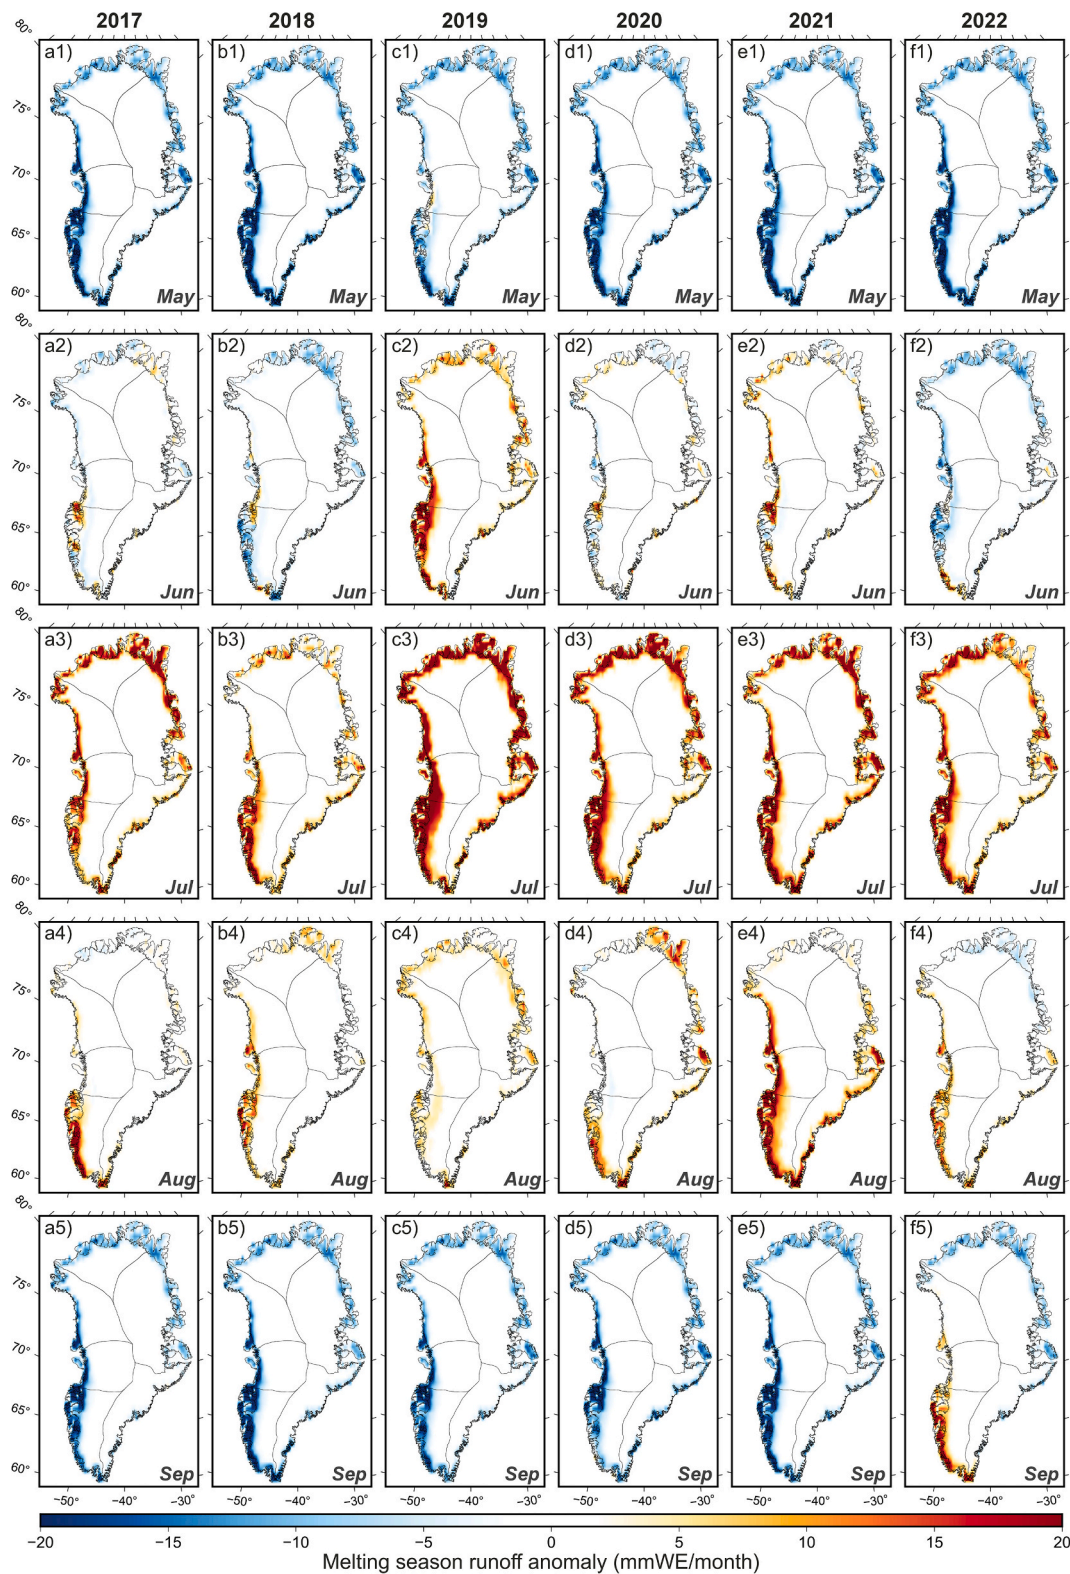 2017 2018 2019 2020 2021 2022
80°
a1) b1) c1) d1) e1) f1)
75°
70°
65°
60°
May May May May May May
80°
a2) b2) c2) d2) e2) f2)
75°
70°
65°
60°
Jun Jun Jun Jun Jun Jun
80°
a3) b3) c3) d3) e3) f3)
75°
70°
65°
60°
Jul Jul Jul Jul Jul Jul
80°
a4) b4) c4) d4) e4) f4)
75°
70°
65°
60°
Aug Aug Aug Aug Aug Aug
80°
a5) b5) c5) d5) e5) f5)
75°
70°
65°
60°
Sep Sep Sep Sep Sep Sep
−50° −40° −30° −50° −40° −30° −50° −40° −30° −50° −40° −30° −50° −40° −30° −50° −40° −30°
−20 −15 −10 −5 0 5 10 15 20
Melting season runoff anomaly (mmWE/month)